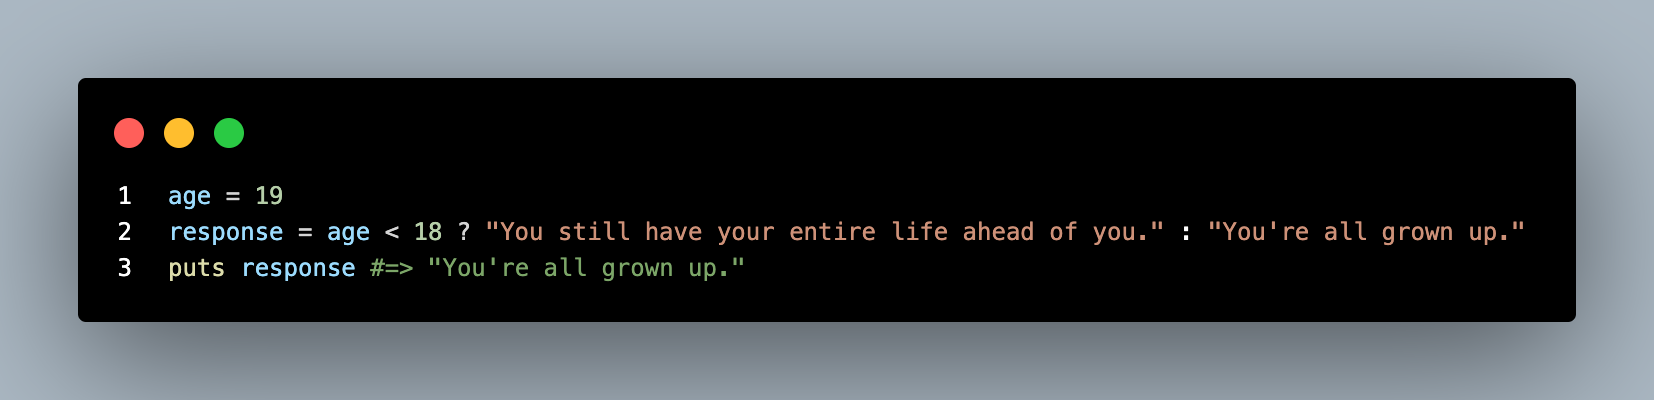 1 age = 19
2 response = age < 18 ? "You still have your entire life ahead of you." : "You're all grown up."
3 puts response #=> "You're all grown up."